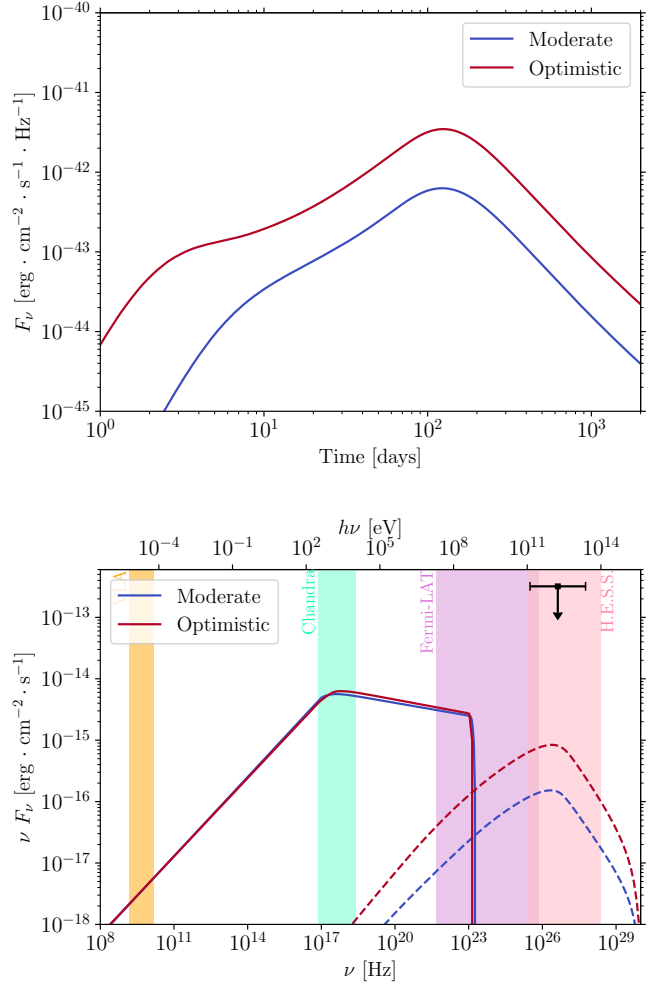 10^{-40}
10^{-41}
10^{-42}
10^{-43}
10^{-44}
10^{-45}
F_ν [erg · cm^{-2} · s^{-1} · Hz^{-1}]
Moderate
Optimistic
10^0 10^1 10^2 10^3
Time [days]
hν [eV]
10^{-4} 10^{-1} 10^2 10^5 10^8 10^{11} 10^{14}
10^{-13}
10^{-14}
10^{-15}
10^{-16}
10^{-17}
10^{-18}
ν F_ν [erg · cm^{-2} · s^{-1}]
Moderate
Optimistic
Chandra
Fermi-LAT
H.E.S.S.
10^8 10^{11} 10^{14} 10^{17} 10^{20} 10^{23} 10^{26} 10^{29}
ν [Hz]